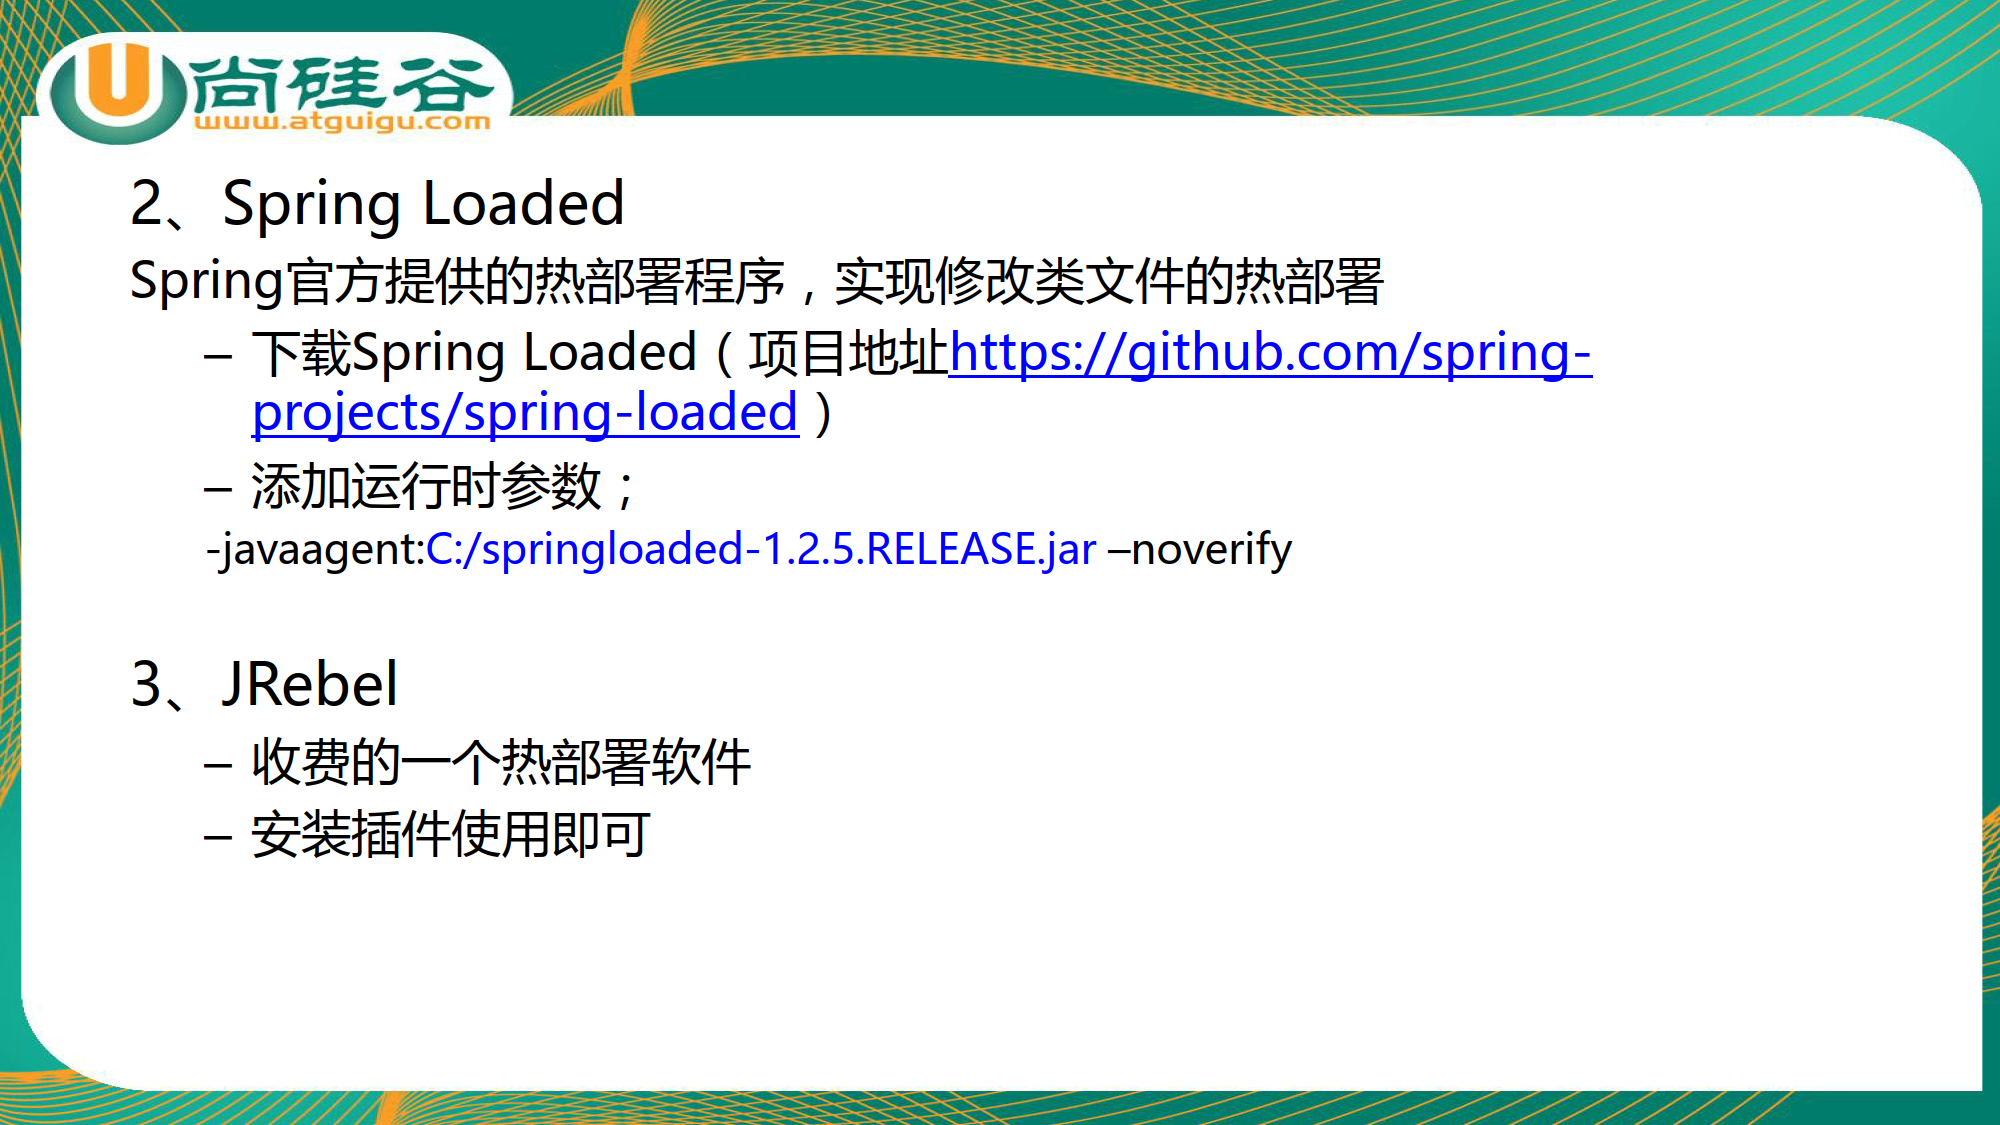 尚硅谷
www.atguigu.com
2、Spring Loaded
Spring官方提供的热部署程序，实现修改类文件的热部署
– 下载Spring Loaded（项目地址https://github.com/spring-
projects/spring-loaded）
– 添加运行时参数；
-javaagent:C:/springloaded-1.2.5.RELEASE.jar –noverify
3、JRebel
– 收费的一个热部署软件
– 安装插件使用即可